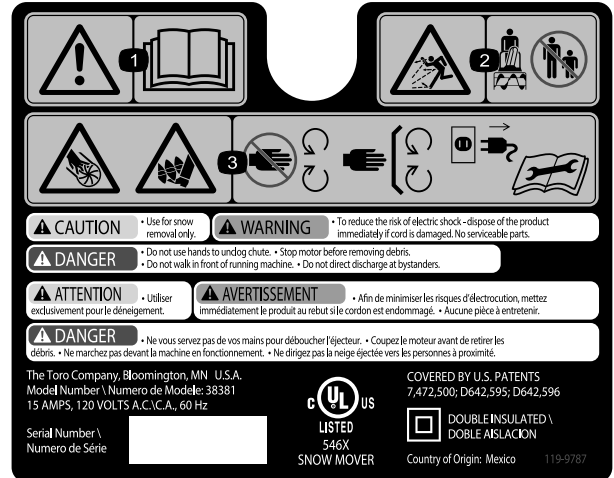 1
2
3
CAUTION • Use for snow
removal only.
WARNING • To reduce the risk of electric shock - dispose of the product
immediately if cord is damaged. No serviceable parts.
DANGER • Do not use hands to unclog chute. • Stop motor before removing debris.
• Do not walk in front of running machine. • Do not direct discharge at bystanders.
ATTENTION • Utiliser
exclusivement pour le déneigement.
AVERTISSEMENT • Afin de minimiser les risques d'électrocution, mettez
immédiatement le produit au rebut si le cordon est endommagé. • Aucune pièce à entretenir.
DANGER • Ne vous servez pas de vos mains pour déboucher l'éjecteur. • Coupez le moteur avant de retirer les
débris. • Ne marchez pas devant la machine en fonctionnement. • Ne dirigez pas la neige éjectée vers les personnes à proximité.
The Toro Company, Bloomington, MN U.S.A.
Model Number \ Numero de Modele: 38381
15 AMPS, 120 VOLTS A.C.\C.A., 60 Hz
Serial Number \
Numero de Série
C UL US
LISTED
546X
SNOW MOVER
COVERED BY U.S. PATENTS
7,472,500; D642,595; D642,596
DOUBLE INSULATED \
DOBLE AISLACION
Country of Origin: Mexico 119-9787